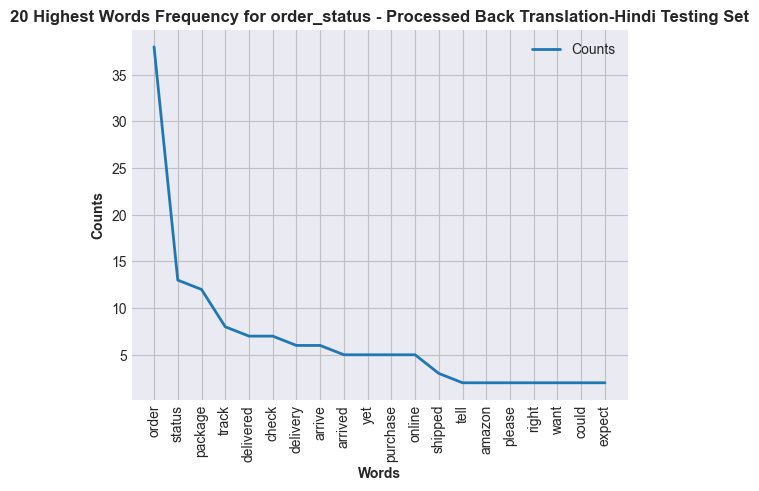 20 Highest Words Frequency for order_status - Processed Back Translation-Hindi Testing Set
Counts
35
30
25
20
15
10
5
Counts
order
status
package
track
delivered
check
delivery
arrive
arrived
yet
purchase
online
shipped
tell
amazon
please
right
want
could
expect
Words